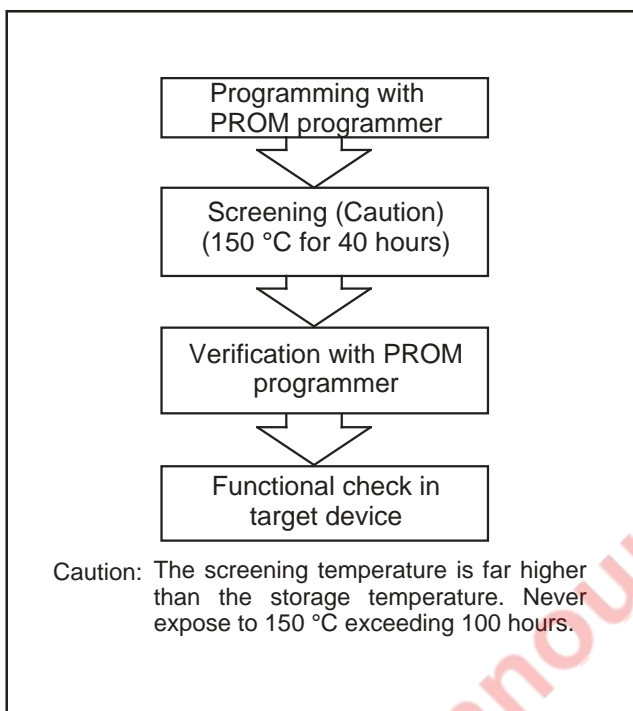 Programming with
PROM programmer
Screening (Caution)
(150 °C for 40 hours)
Verification with PROM
programmer
Functional check in
target device
Caution: The screening temperature is far higher
than the storage temperature. Never
expose to 150 °C exceeding 100 hours.